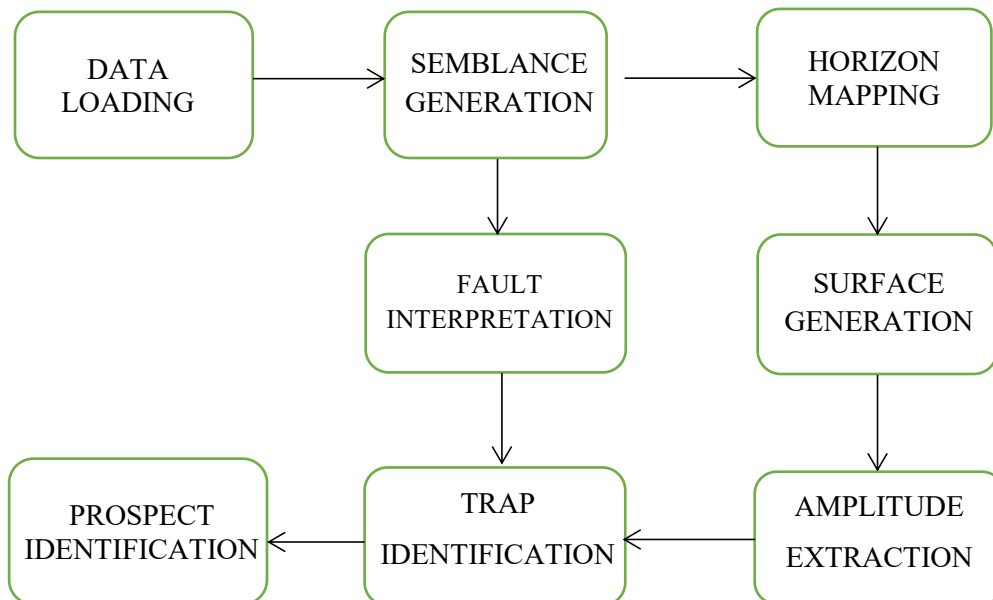 DATA
LOADING
SEMBLANCE
GENERATION
HORIZON
MAPPING
FAULT
INTERPRETATION
SURFACE
GENERATION
PROSPECT
IDENTIFICATION
TRAP
IDENTIFICATION
AMPLITUDE
EXTRACTION